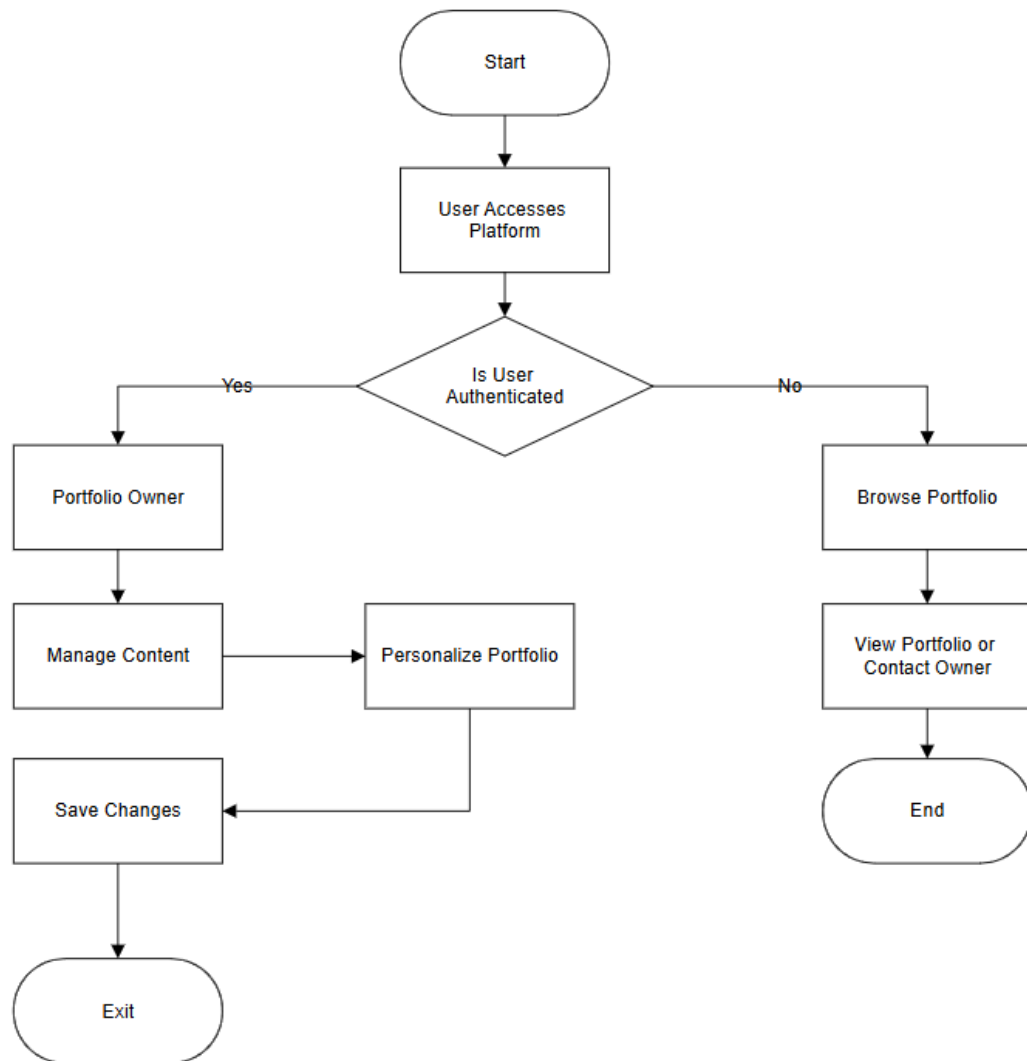 Start
User Accesses
Platform
Is User
Authenticated
Yes
No
Portfolio Owner
Browse Portfolio
Manage Content
Personalize Portfolio
View Portfolio or
Contact Owner
Save Changes
End
Exit